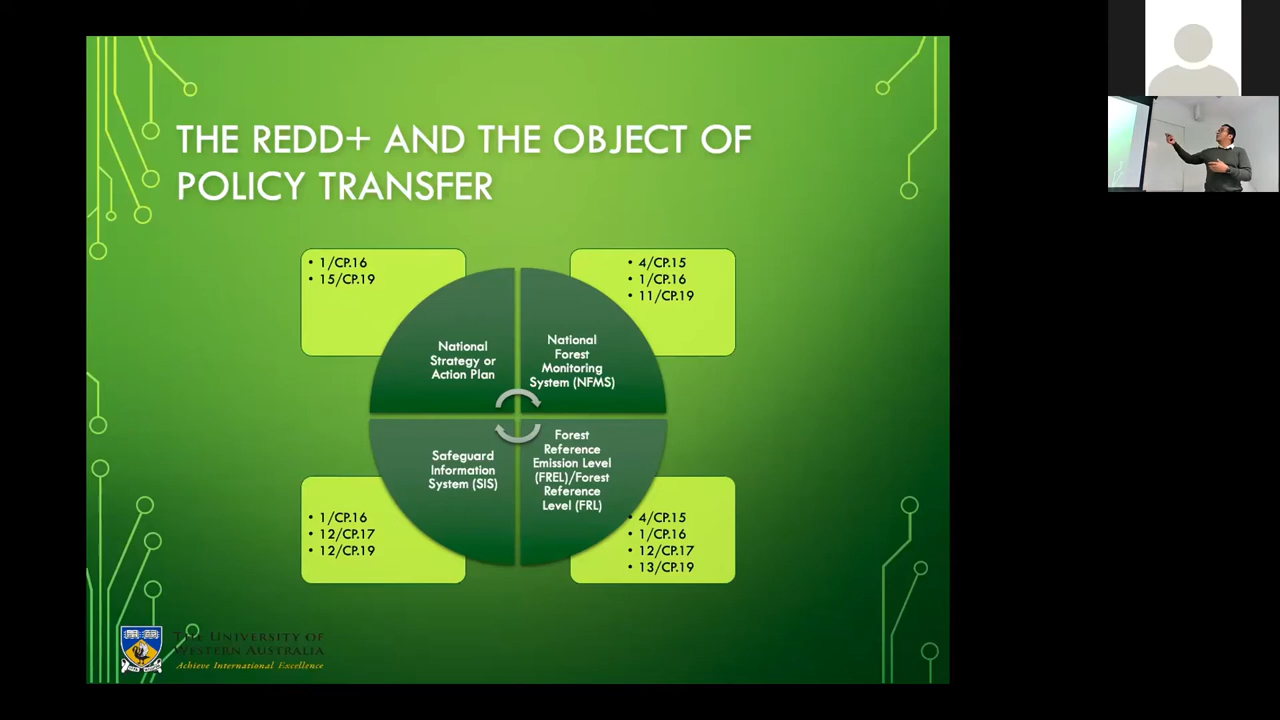 THE REDD+ AND THE OBJECT OF
POLICY TRANSFER
• 1/CP.16
• 15/CP.19
• 4/CP.15
• 1/CP.16
• 11/CP.19
National
Strategy or
Action Plan
National
Forest
Monitoring
System (NFMS)
Safeguard
Information
System (SIS)
Forest
Reference
Emission Level
(FREL)/Forest
Reference
Level (FRL)
• 1/CP.16
• 12/CP.17
• 12/CP.19
• 4/CP.15
• 1/CP.16
• 12/CP.17
• 13/CP.19
THE UNIVERSITY OF
WESTERN AUSTRALIA
Achieve International Excellence